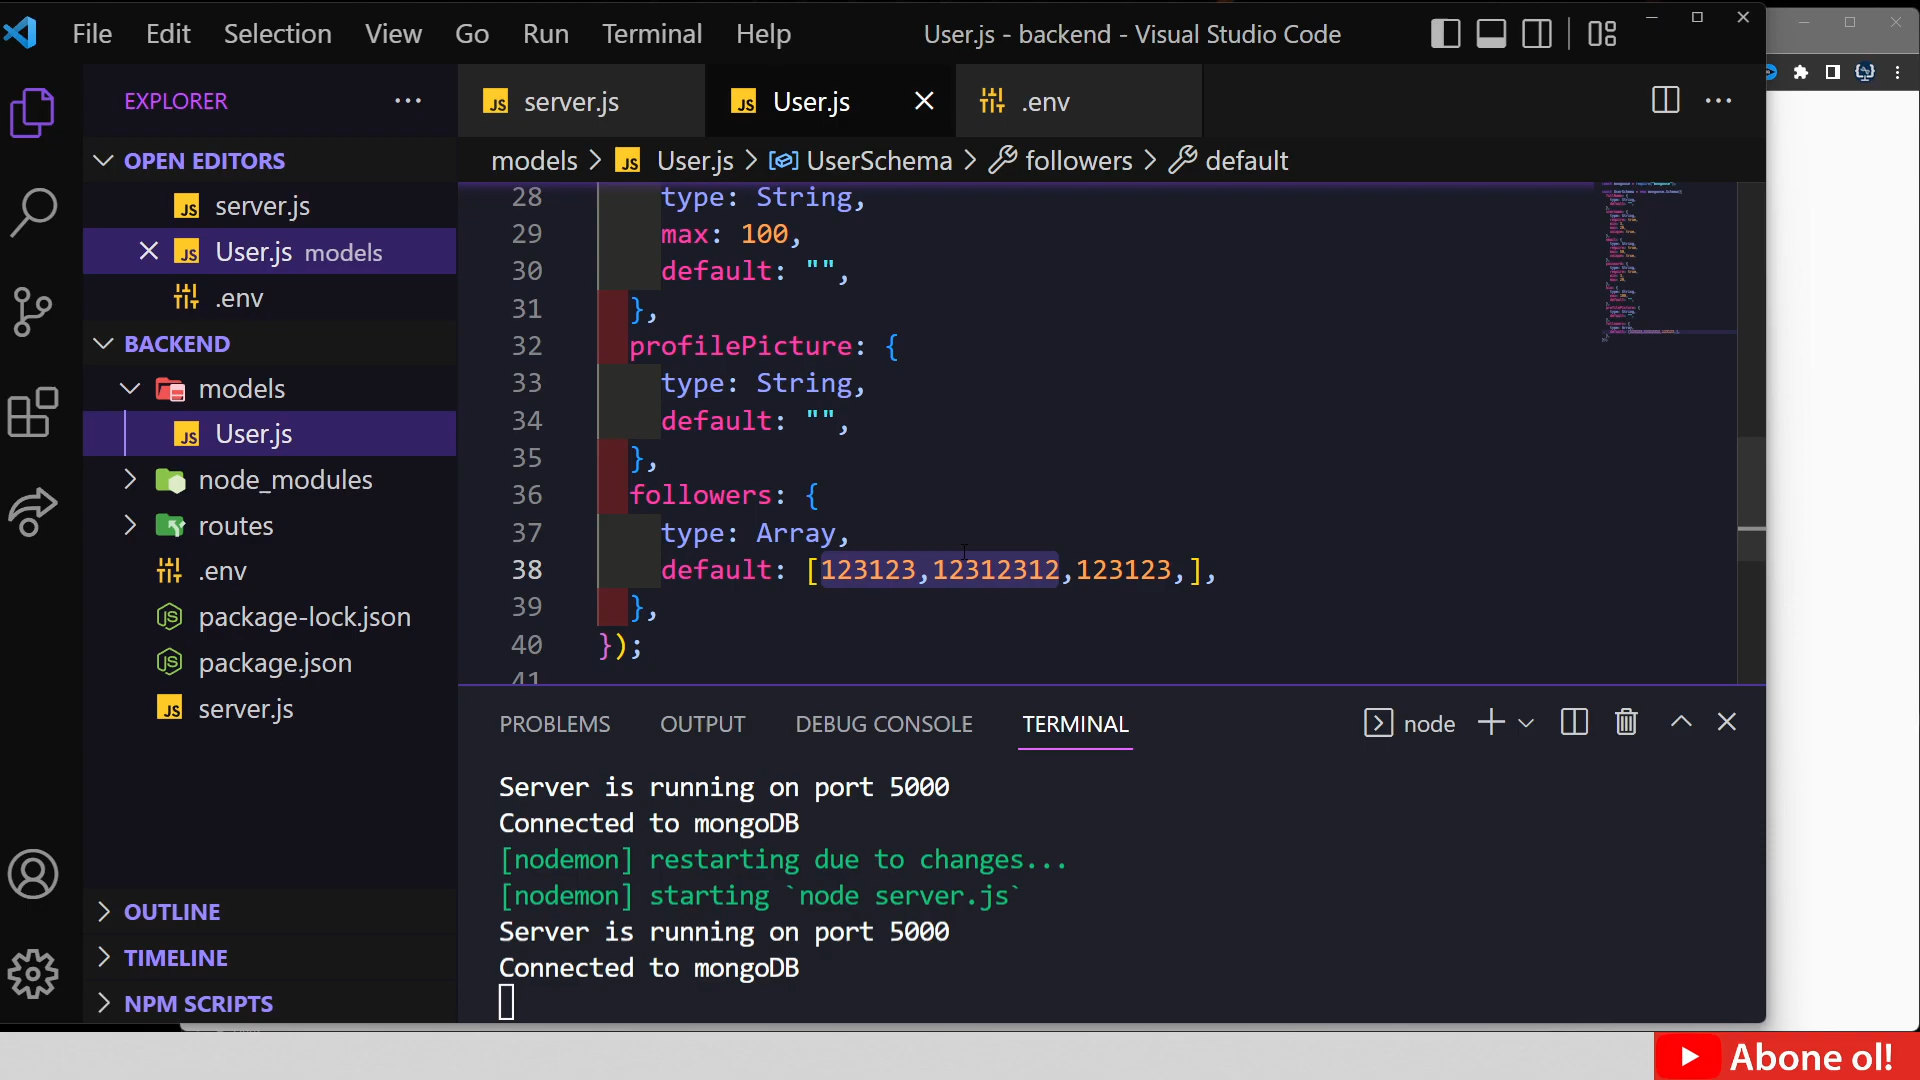 File Edit Selection View Go Run Terminal Help User.js - backend - Visual Studio Code
EXPLORER
OPEN EDITORS
server.js
User.js models
.env
BACKEND
models
User.js
node_modules
routes
.env
package-lock.json
package.json
server.js
OUTLINE
TIMELINE
NPM SCRIPTS
server.js User.js .env
models > User.js > UserSchema > followers > default
28 type: String,
29 max: 100,
30 default: "",
31 },
32 profilePicture: {
33 type: String,
34 default: "",
35 },
36 followers: {
37 type: Array,
38 default: [123123,12312312,123123,],
39 },
40 });
41
PROBLEMS OUTPUT DEBUG CONSOLE TERMINAL node
Server is running on port 5000
Connected to mongoDB
[nodemon] restarting due to changes...
[nodemon] starting `node server.js`
Server is running on port 5000
Connected to mongoDB
Abone ol!